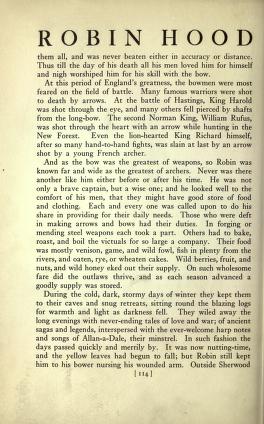 ROBIN HOOD
them all, and was never beaten either in accuracy or distance.
Thus till the day of his death all his men loved him for himself
and nigh worshiped him for his skill with the bow.
At this period of England's greatness, the bowmen were most
feared on the field of battle. Many famous warriors were shot
to death by arrows. At the battle of Hastings, King Harold
was shot through the eye, and many others fell pierced by shafts
from the long-bow. The second Norman King, William Rufus,
was shot through the heart with an arrow while hunting in the
New Forest. Even the lion-hearted King Richard himself,
after so many hand-to-hand fights, was slain at last by an arrow
shot by a young French archer.
And as the bow was the greatest of weapons, so Robin was
known far and wide as the greatest of archers. Never was there
another like him either before or after his time. He was not
only a brave captain, but a wise one; and he looked well to the
comfort of his men, that they might have good store of food
and clothing. Each and every one was called upon to do his
share in providing for their daily needs. Those who were deft
in making arrows and bows had their duties. In forging or
mending steel weapons each took a part. Others had to bake,
roast, and boil the victuals for so large a company. Their food
was mostly venison, game, and wild fowl, fish in plenty from the
rivers, and oaten, rye, or wheaten cakes. Wild berries, fruit, and
nuts, and wild honey eked out their supply. On such wholesome
fare did the outlaws thrive, and as each season advanced a
goodly supply was stored.
During the cold, dark, stormy days of winter they kept them
to their caves and snug retreats, sitting round the blazing logs
for warmth and light as darkness fell. They wiled away the
long evenings with never-ending tales of love and war; of ancient
sagas and legends, interspersed with the ever-welcome harp notes
and songs of Allan-a-Dale, their minstrel. In such fashion the
days passed quickly and merrily by. It was now nutting-time,
and the yellow leaves had begun to fall; but Robin still kept
him to his bower nursing his wounded arm. Outside Sherwood
[114]